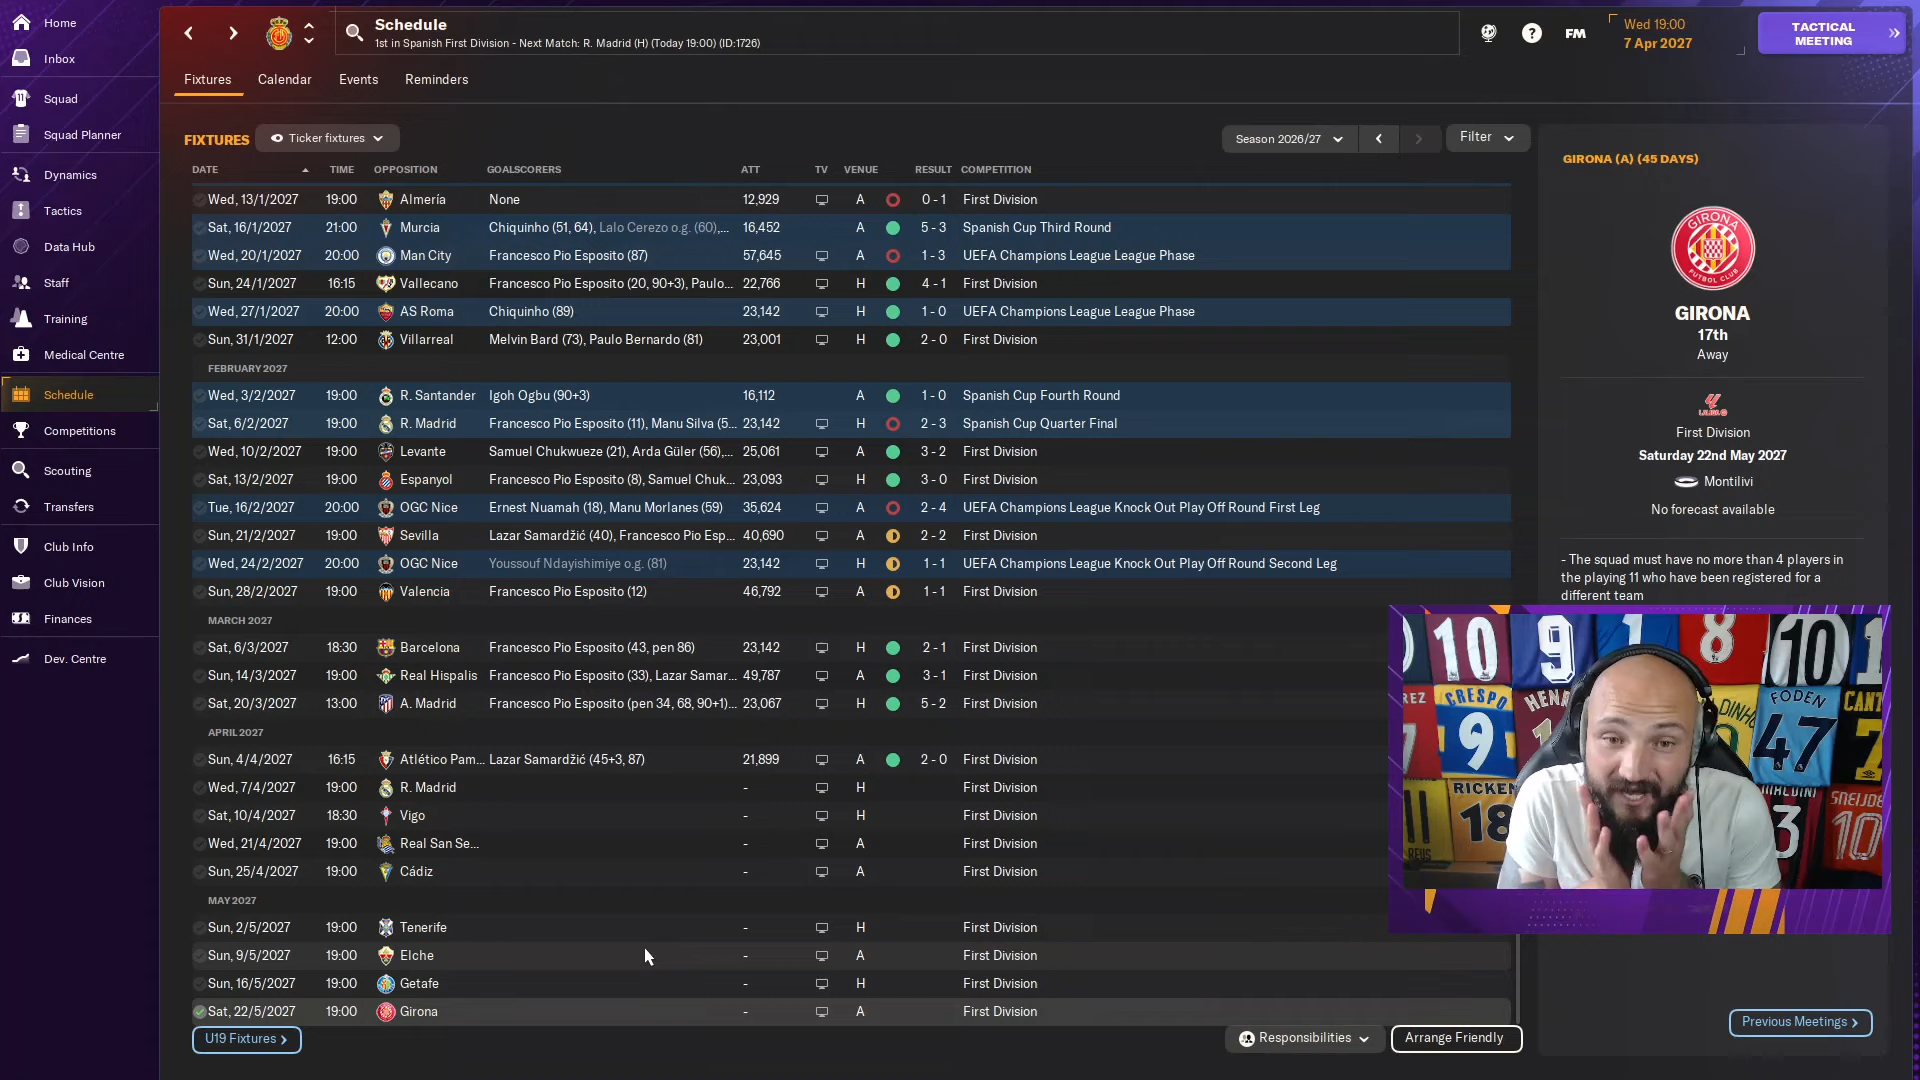 Home
Inbox
Squad
Squad Planner
Dynamics
Tactics
Data Hub
Staff
Training
Medical Centre
Schedule
Competitions
Scouting
Transfers
Club Info
Club Vision
Finances
Dev. Centre
Schedule
1st in Spanish First Division - Next Match: R. Madrid (H) (Today 19:00) (ID:1726)
FM
Wed 19:00
7 Apr 2027
TACTICAL MEETING
Fixtures Calendar Events Reminders
FIXTURES Ticker fixtures Season 2026/27 Filter
DATE TIME OPPOSITION GOALSCORERS ATT TV VENUE RESULT COMPETITION
Wed, 13/1/2027 19:00 Almería None 12,929 A 0 - 1 First Division
Sat, 16/1/2027 21:00 Murcia Chiquinho (51, 64), Lalo Cerezo o.g. (60),... 16,452 A 5 - 3 Spanish Cup Third Round
Wed, 20/1/2027 20:00 Man City Francesco Pio Esposito (87) 57,645 A 1 - 3 UEFA Champions League League Phase
Sun, 24/1/2027 16:15 Vallecano Francesco Pio Esposito (20, 90+3), Paulo... 22,766 H 4 - 1 First Division
Wed, 27/1/2027 20:00 AS Roma Chiquinho (89) 23,142 H 1 - 0 UEFA Champions League League Phase
Sun, 31/1/2027 12:00 Villarreal Melvin Bard (73), Paulo Bernardo (81) 23,001 H 2 - 0 First Division
FEBRUARY 2027
Wed, 3/2/2027 19:00 R. Santander Igoh Ogbu (90+3) 16,112 A 1 - 0 Spanish Cup Fourth Round
Sat, 6/2/2027 19:00 R. Madrid Francesco Pio Esposito (11), Manu Silva (5... 23,142 H 2 - 3 Spanish Cup Quarter Final
Wed, 10/2/2027 19:00 Levante Samuel Chukwueze (21), Arda Güler (56),... 25,061 A 3 - 2 First Division
Sat, 13/2/2027 19:00 Espanyol Francesco Pio Esposito (8), Samuel Chuk... 23,093 H 3 - 0 First Division
Tue, 16/2/2027 20:00 OGC Nice Ernest Nuamah (18), Manu Morlanes (59) 35,624 A 2 - 4 UEFA Champions League Knock Out Play Off Round First Leg
Sun, 21/2/2027 19:00 Sevilla Lazar Samardžić (40), Francesco Pio Esp... 40,690 A 2 - 2 First Division
Wed, 24/2/2027 20:00 OGC Nice Youssouf Ndayishimiye o.g. (81) 23,142 H 1 - 1 UEFA Champions League Knock Out Play Off Round Second Leg
Sun, 28/2/2027 19:00 Valencia Francesco Pio Esposito (12) 46,792 A 1 - 1 First Division
MARCH 2027
Sat, 6/3/2027 18:30 Barcelona Francesco Pio Esposito (43, pen 86) 23,142 H 2 - 1 First Division
Sun, 14/3/2027 19:00 Real Hispalis Francesco Pio Esposito (33), Lazar Samar... 49,787 A 3 - 1 First Division
Sat, 20/3/2027 13:00 A. Madrid Francesco Pio Esposito (pen 34, 68, 90+1)... 23,067 H 5 - 2 First Division
APRIL 2027
Sun, 4/4/2027 16:15 Atlético Pam... Lazar Samardžić (45+3, 87) 21,899 A 2 - 0 First Division
Wed, 7/4/2027 19:00 R. Madrid - H First Division
Sat, 10/4/2027 18:30 Vigo - H First Division
Wed, 21/4/2027 19:00 Real San Se... - A First Division
Sun, 25/4/2027 19:00 Cádiz - A First Division
MAY 2027
Sun, 2/5/2027 19:00 Tenerife - H First Division
Sun, 9/5/2027 19:00 Elche - A First Division
Sun, 16/5/2027 19:00 Getafe - H First Division
Sat, 22/5/2027 19:00 Girona - A First Division
U19 Fixtures Responsibilities Arrange Friendly
GIRONA (A) (45 DAYS)
GIRONA
FUTBOL CLUB
GIRONA
17th
Away
First Division
Saturday 22nd May 2027
Montilivi
No forecast available
- The squad must have no more than 4 players in
the playing 11 who have been registered for a
different team
10 9 1 8 10 1
REZ CRESPO 9 HEN DINH FODEN 47 CANT 7
11 REUS RICKEN 18 MALDINI 3 SNEIJDE 10
Previous Meetings